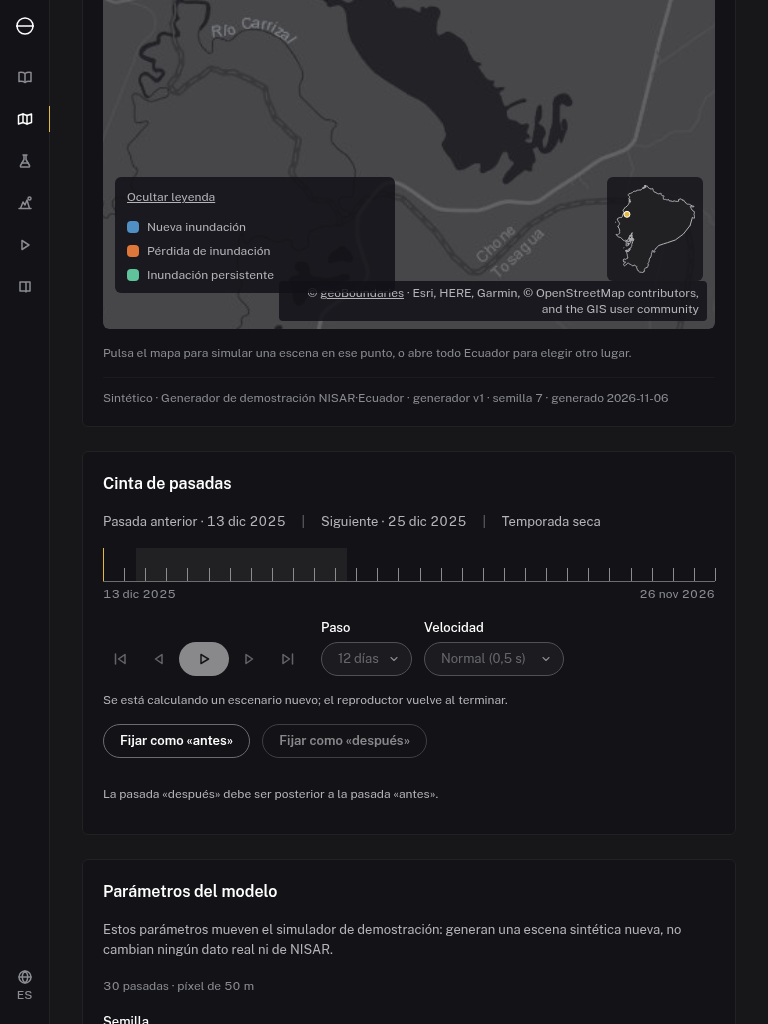 Río Carrizal
Ocultar leyenda
Nueva inundación
Pérdida de inundación
Inundación persistente
Chone
Tosagua
© geoBoundaries · Esri, HERE, Garmin, © OpenStreetMap contributors,
and the GIS user community
Pulsa el mapa para simular una escena en ese punto, o abre todo Ecuador para elegir otro lugar.
Sintético · Generador de demostración NISAR·Ecuador · generador v1 · semilla 7 · generado 2026-11-06
Cinta de pasadas
Pasada anterior · 13 dic 2025 | Siguiente · 25 dic 2025 | Temporada seca
13 dic 2025 26 nov 2026
Paso Velocidad
12 días Normal (0,5 s)
Se está calculando un escenario nuevo; el reproductor vuelve al terminar.
Fijar como «antes» Fijar como «después»
La pasada «después» debe ser posterior a la pasada «antes».
Parámetros del modelo
Estos parámetros mueven el simulador de demostración: generan una escena sintética nueva, no
cambian ningún dato real ni de NISAR.
30 pasadas · píxel de 50 m
Semilla
ES